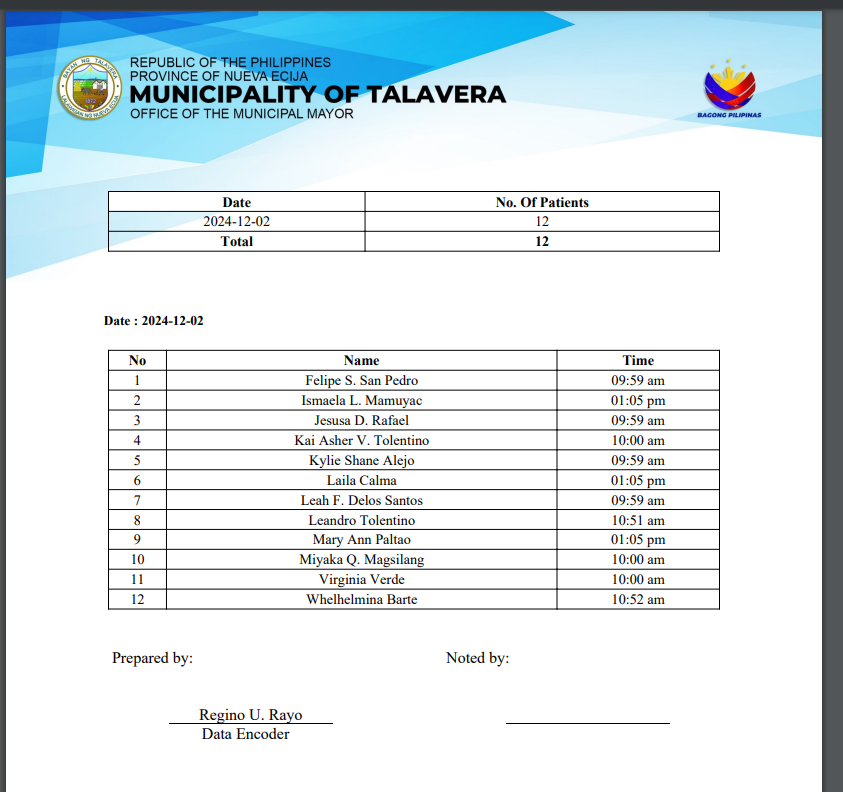 REPUBLIC OF THE PHILIPPINES
PROVINCE OF NUEVA ECIJA
MUNICIPALITY OF TALAVERA
OFFICE OF THE MUNICIPAL MAYOR
BAYAN NG TALAVERA
LALAWIGAN NG NUEVA ECIJA
BAGONG PILIPINAS
Date No. Of Patients
2024-12-02 12
Total 12
Date : 2024-12-02
No Name Time
1 Felipe S. San Pedro 09:59 am
2 Ismaela L. Mamuyac 01:05 pm
3 Jesusa D. Rafael 09:59 am
4 Kai Asher V. Tolentino 10:00 am
5 Kylie Shane Alejo 09:59 am
6 Laila Calma 01:05 pm
7 Leah F. Delos Santos 09:59 am
8 Leandro Tolentino 10:51 am
9 Mary Ann Paltao 01:05 pm
10 Miyaka Q. Magsilang 10:00 am
11 Virginia Verde 10:00 am
12 Whelhelmina Barte 10:52 am
Prepared by: Noted by:
Regino U. Rayo
Data Encoder